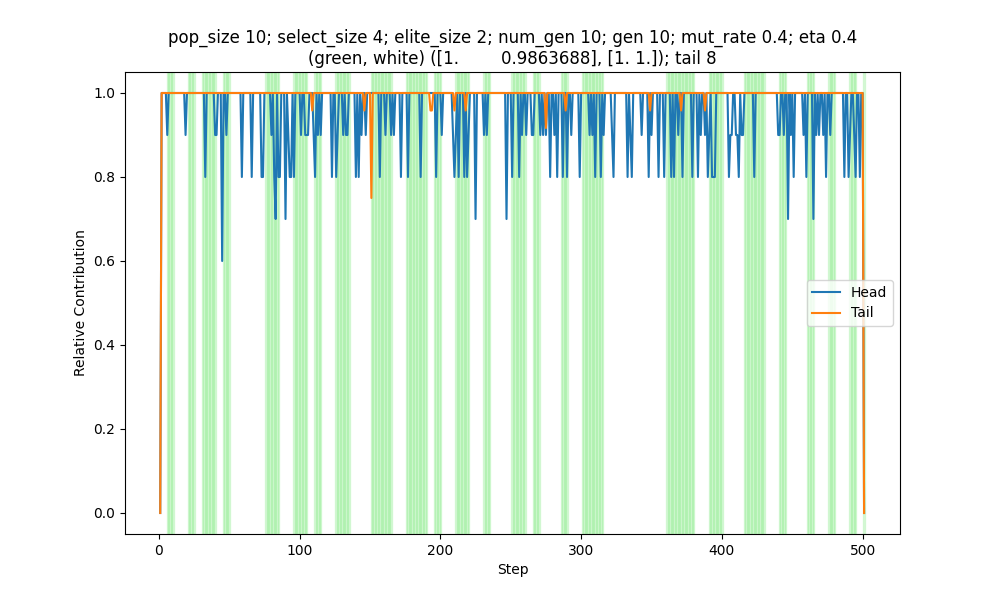 pop_size 10; select_size 4; elite_size 2; num_gen 10; gen 10; mut_rate 0.4; eta 0.4
(green, white) ([1. 0.9863688], [1. 1.]); tail 8
1.0
0.8
0.6
0.4
0.2
0.0
Relative Contribution
Head
Tail
0 100 200 300 400 500
Step